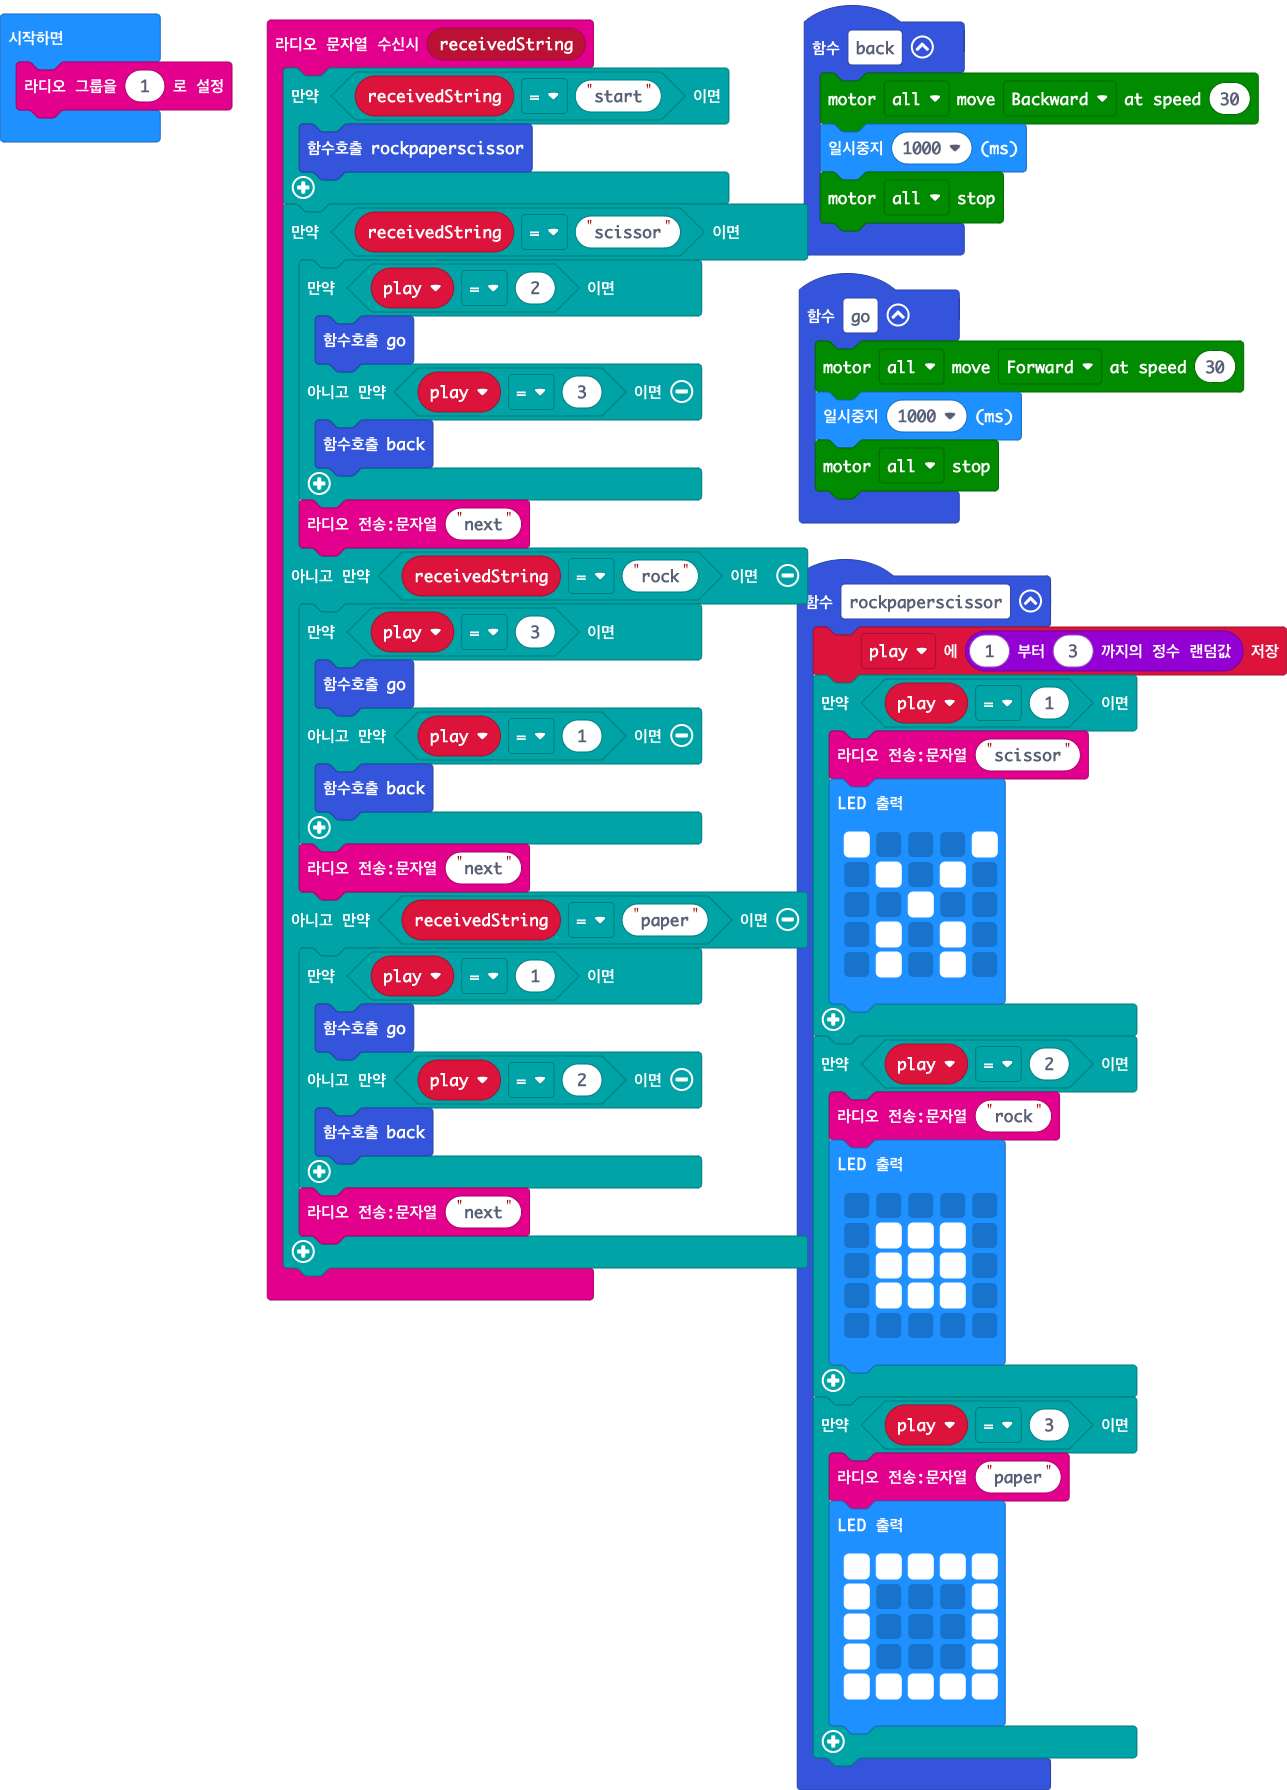 시작하면
라디오 그룹을 1 로 설정
라디오 문자열 수신시 receivedString
만약 receivedString = "start" 이면
함수호출 rockpaperscissor
만약 receivedString = "scissor" 이면
만약 play = 2 이면
함수호출 go
아니고 만약 play = 3 이면
함수호출 back
라디오 전송:문자열 "next"
아니고 만약 receivedString = "rock" 이면
만약 play = 3 이면
함수호출 go
아니고 만약 play = 1 이면
함수호출 back
라디오 전송:문자열 "next"
아니고 만약 receivedString = "paper" 이면
만약 play = 1 이면
함수호출 go
아니고 만약 play = 2 이면
함수호출 back
라디오 전송:문자열 "next"
함수 back
motor all move Backward at speed 30
일시중지 1000 (ms)
motor all stop
함수 go
motor all move Forward at speed 30
일시중지 1000 (ms)
motor all stop
함수 rockpaperscissor
play 에 1 부터 3 까지의 정수 랜덤값 저장
만약 play = 1 이면
라디오 전송:문자열 "scissor"
LED 출력
만약 play = 2 이면
라디오 전송:문자열 "rock"
LED 출력
만약 play = 3 이면
라디오 전송:문자열 "paper"
LED 출력